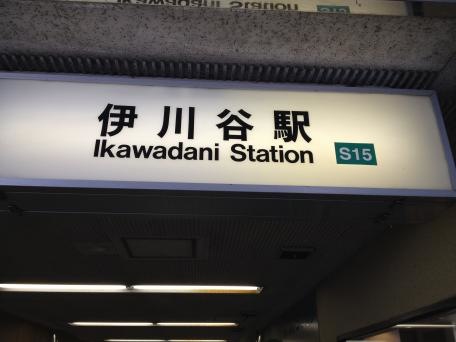 伊川谷駅
Ikawadani Station S15